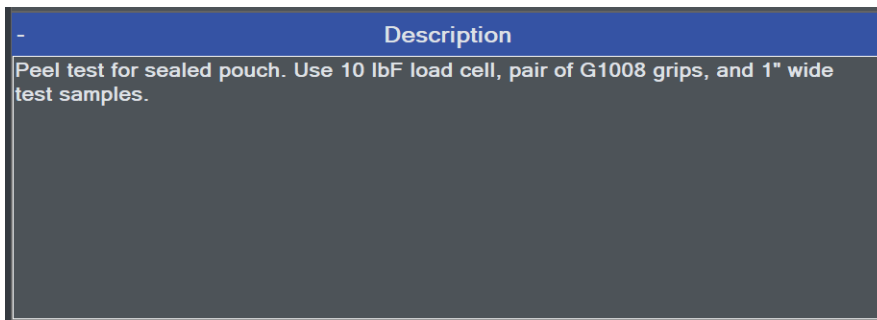 - Description
Peel test for sealed pouch. Use 10 lbF load cell, pair of G1008 grips, and 1" wide
test samples.